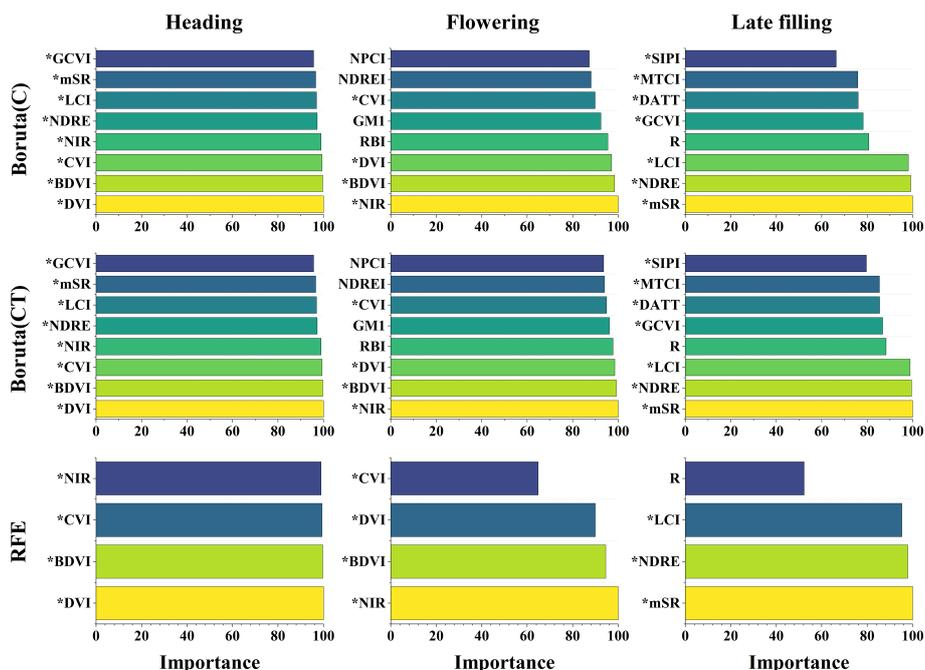 Heading Flowering Late filling
Boruta(C)
*GCVI
*mSR
*LCI
*NDRE
*NIR
*CVI
*BDVI
*DVI
0 20 40 60 80 100
NPCI
NDREI
*CVI
GM1
RBI
*DVI
*BDVI
*NIR
0 20 40 60 80 100
*SIPI
*MTCI
*DATT
*GCVI
R
*LCI
*NDRE
*mSR
0 20 40 60 80 100
Boruta(CT)
*GCVI
*mSR
*LCI
*NDRE
*NIR
*CVI
*BDVI
*DVI
0 20 40 60 80 100
NPCI
NDREI
*CVI
GM1
RBI
*DVI
*BDVI
*NIR
0 20 40 60 80 100
*SIPI
*MTCI
*DATT
*GCVI
R
*LCI
*NDRE
*mSR
0 20 40 60 80 100
RFE
*NIR
*CVI
*BDVI
*DVI
0 20 40 60 80 100
*CVI
*DVI
*BDVI
*NIR
0 20 40 60 80 100
R
*LCI
*NDRE
*mSR
0 20 40 60 80 100
Importance Importance Importance